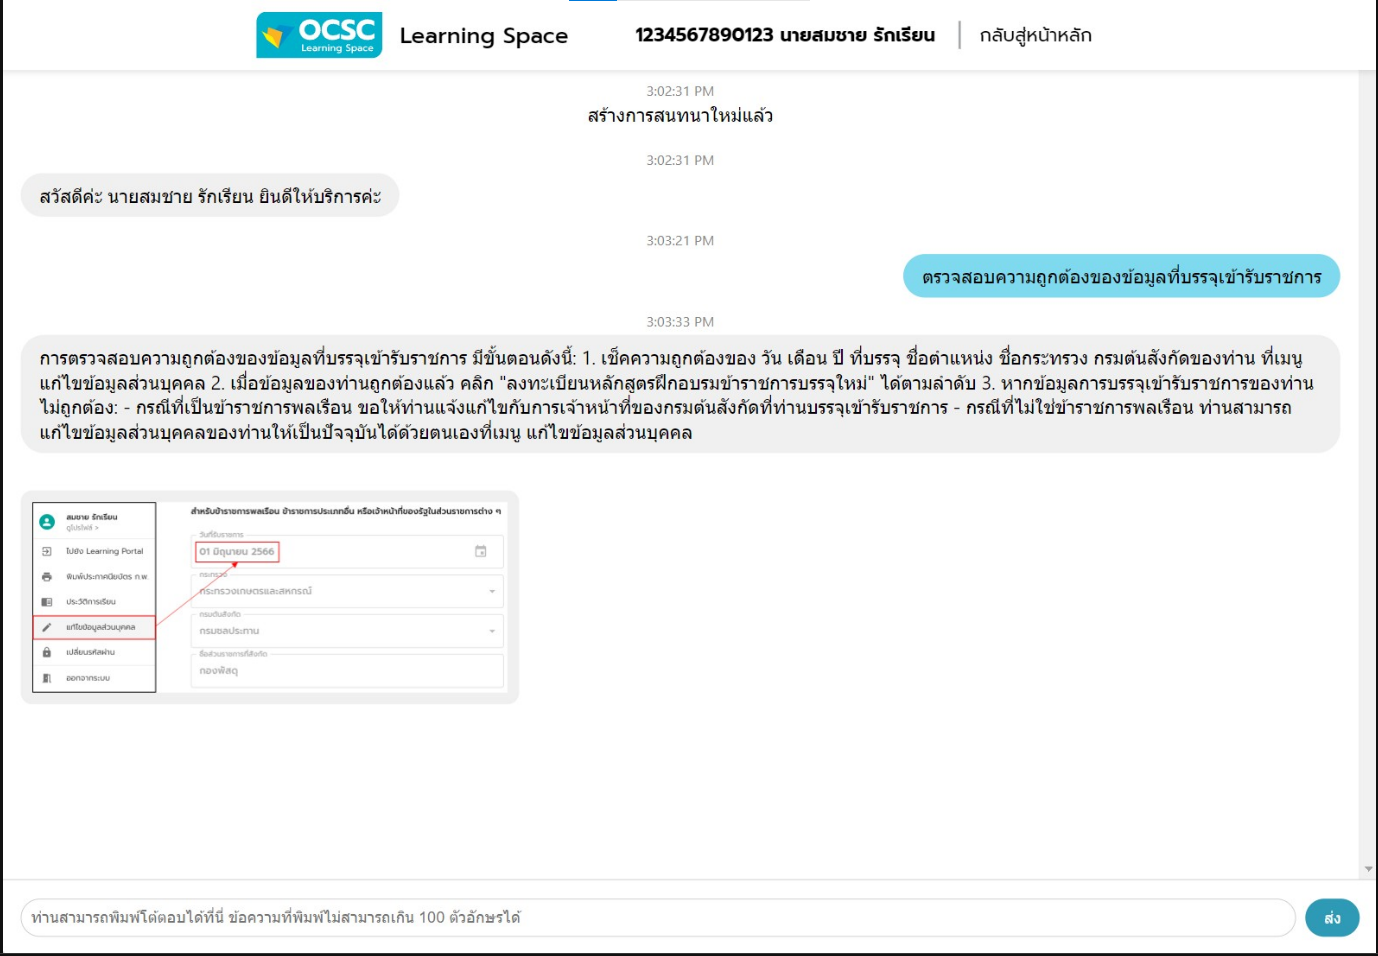 OCSC
Learning Space
Learning Space
1234567890123 นายสมชาย รักเรียน
กลับสู่หน้าหลัก
3:02:31 PM
สร้างการสนทนาใหม่แล้ว
3:02:31 PM
สวัสดีค่ะ นายสมชาย รักเรียน ยินดีให้บริการค่ะ
3:03:21 PM
ตรวจสอบความถูกต้องของข้อมูลที่บรรจุเข้ารับราชการ
3:03:33 PM
การตรวจสอบความถูกต้องของข้อมูลที่บรรจุเข้ารับราชการ มีขั้นตอนดังนี้: 1. เช็คความถูกต้องของ วัน เดือน ปี ที่บรรจุ ชื่อตำแหน่ง ชื่อกระทรวง กรมต้นสังกัดของท่าน ที่เมนู
แก้ไขข้อมูลส่วนบุคคล 2. เมื่อข้อมูลของท่านถูกต้องแล้ว คลิก "ลงทะเบียนหลักสูตรฝึกอบรมข้าราชการบรรจุใหม่" ได้ตามลำดับ 3. หากข้อมูลการบรรจุเข้ารับราชการของท่าน
ไม่ถูกต้อง: - กรณีที่เป็นข้าราชการพลเรือน ขอให้ท่านแจ้งแก้ไขกับการเจ้าหน้าที่ของกรมต้นสังกัดที่ท่านบรรจุเข้ารับราชการ - กรณีที่ไม่ใช่ข้าราชการพลเรือน ท่านสามารถ
แก้ไขข้อมูลส่วนบุคคลของท่านให้เป็นปัจจุบันได้ด้วยตนเองที่เมนู แก้ไขข้อมูลส่วนบุคคล
สมชาย รักเรียน
ดูโปรไฟล์ >
ไปยัง Learning Portal
พิมพ์ประกาศนียบัตร ก.พ.
ประวัติการเรียน
แก้ไขข้อมูลส่วนบุคคล
เปลี่ยนรหัสผ่าน
ออกจากระบบ
สำหรับข้าราชการพลเรือน ข้าราชการประเภทอื่น หรือเจ้าหน้าที่ของรัฐในส่วนราชการต่าง ๆ
วันที่รับราชการ
01 มิถุนายน 2566
กระทรวง
กระทรวงเกษตรและสหกรณ์
กรมต้นสังกัด
กรมชลประทาน
ชื่อส่วนราชการที่สังกัด
กองพัสดุ
ท่านสามารถพิมพ์โต้ตอบได้ที่นี่ ข้อความที่พิมพ์ไม่สามารถเกิน 100 ตัวอักษรได้
ส่ง